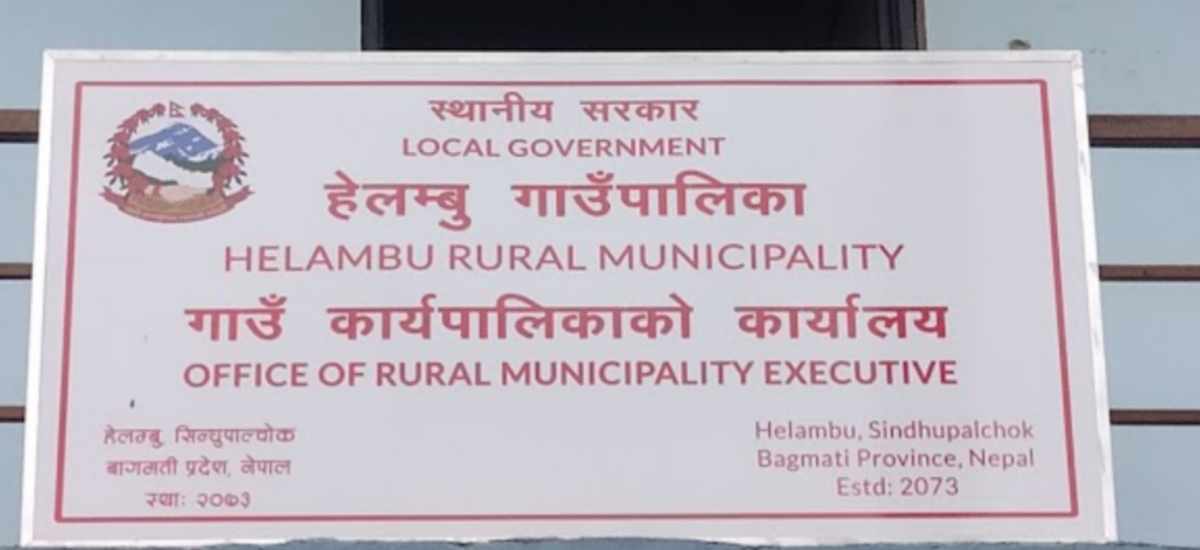 स्थानीय सरकार
LOCAL GOVERNMENT
हेलम्बु गाउँपालिका
HELAMBU RURAL MUNICIPALITY
गाउँ कार्यपालिकाको कार्यालय
OFFICE OF RURAL MUNICIPALITY EXECUTIVE
हेलम्बु, सिन्धुपाल्चोक
बागमती प्रदेश, नेपाल
स्था: २०७३
Helambu, Sindhupalchok
Bagmati Province, Nepal
Estd: 2073